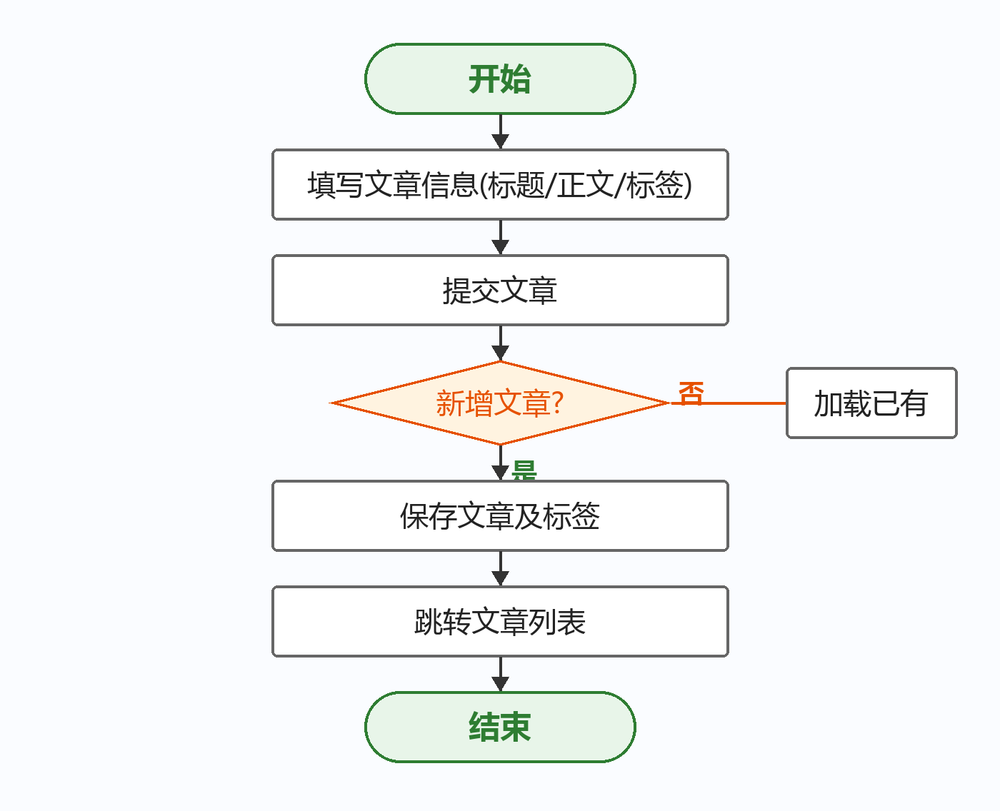 开始
填写文章信息(标题/正文/标签)
提交文章
新增文章?
否
加载已有
是
保存文章及标签
跳转文章列表
结束